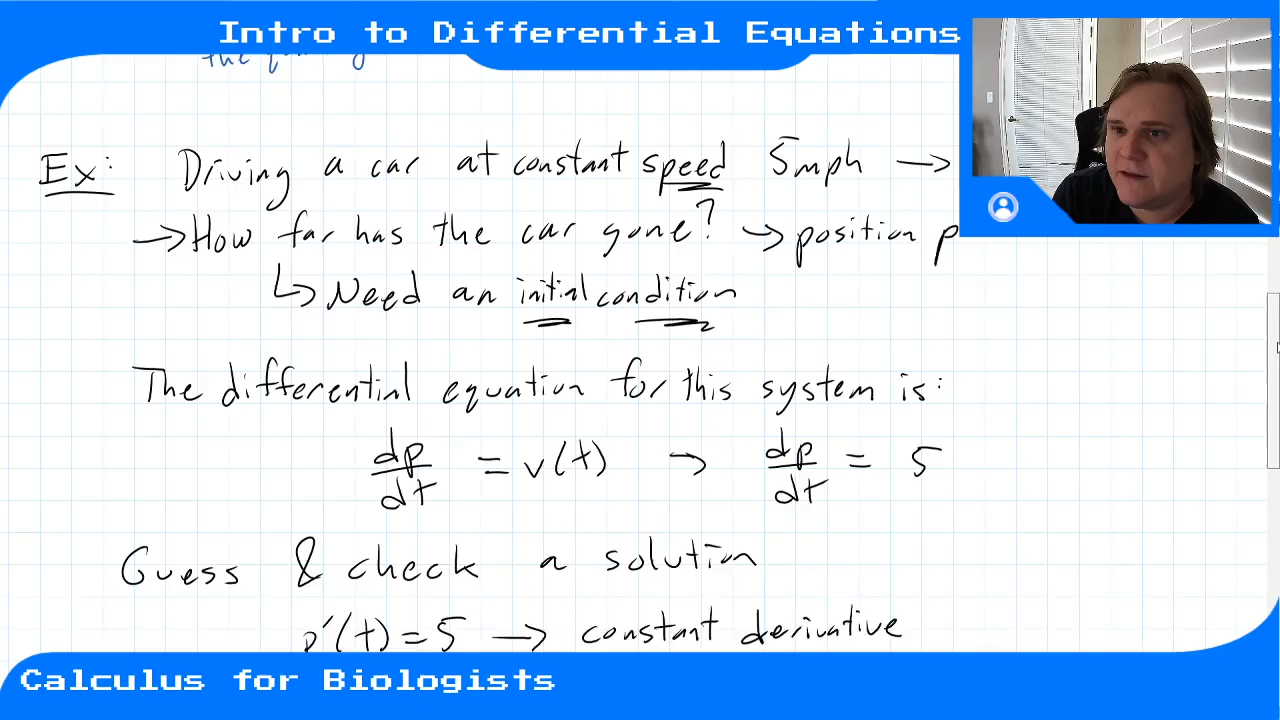 Intro to Differential Equations
the
Ex: Driving a car at constant speed 5mph →
→ How far has the car gone? → position p
↳ Need an initial condition
The differential equation for this system is:
dp/dt = v(t) → dp/dt = 5
Guess & check a solution
p'(t) = 5 → constant derivative
Calculus for Biologists